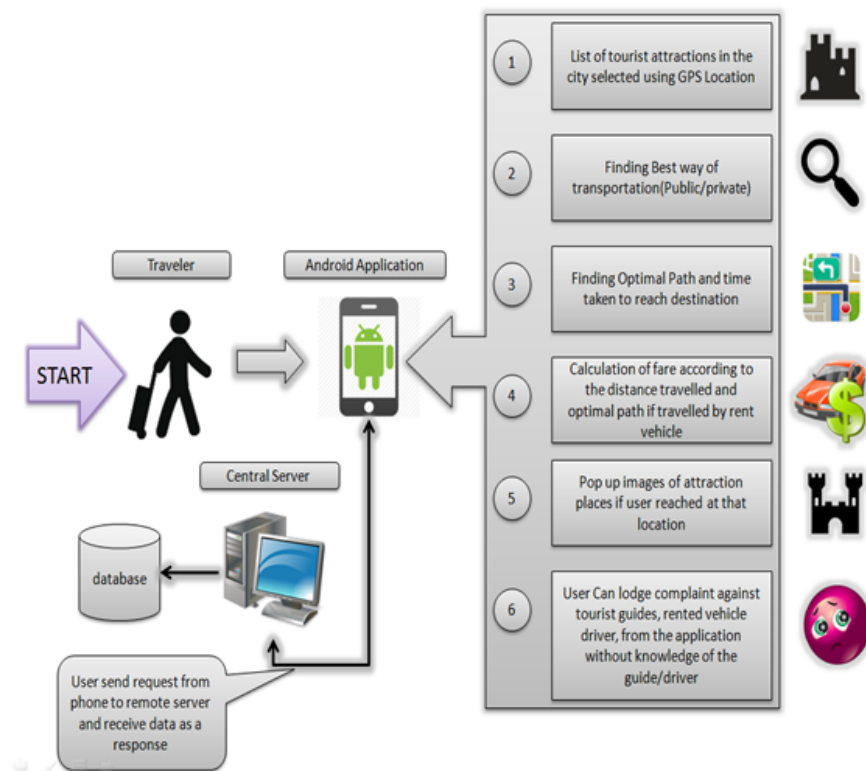 1
List of tourist attractions in the
city selected using GPS Location
2
Finding Best way of
transportation(Public/private)
Traveler
Android Application
3
Finding Optimal Path and time
taken to reach destination
START
4
Calculation of fare according to
the distance travelled and
optimal path if travelled by rent
vehicle
$
Central Server
5
Pop up images of attraction
places if user reached at that
location
database
6
User Can lodge complaint against
tourist guides, rented vehicle
driver, from the application
without knowledge of the
guide/driver
User send request from
phone to remote server
and receive data as a
response